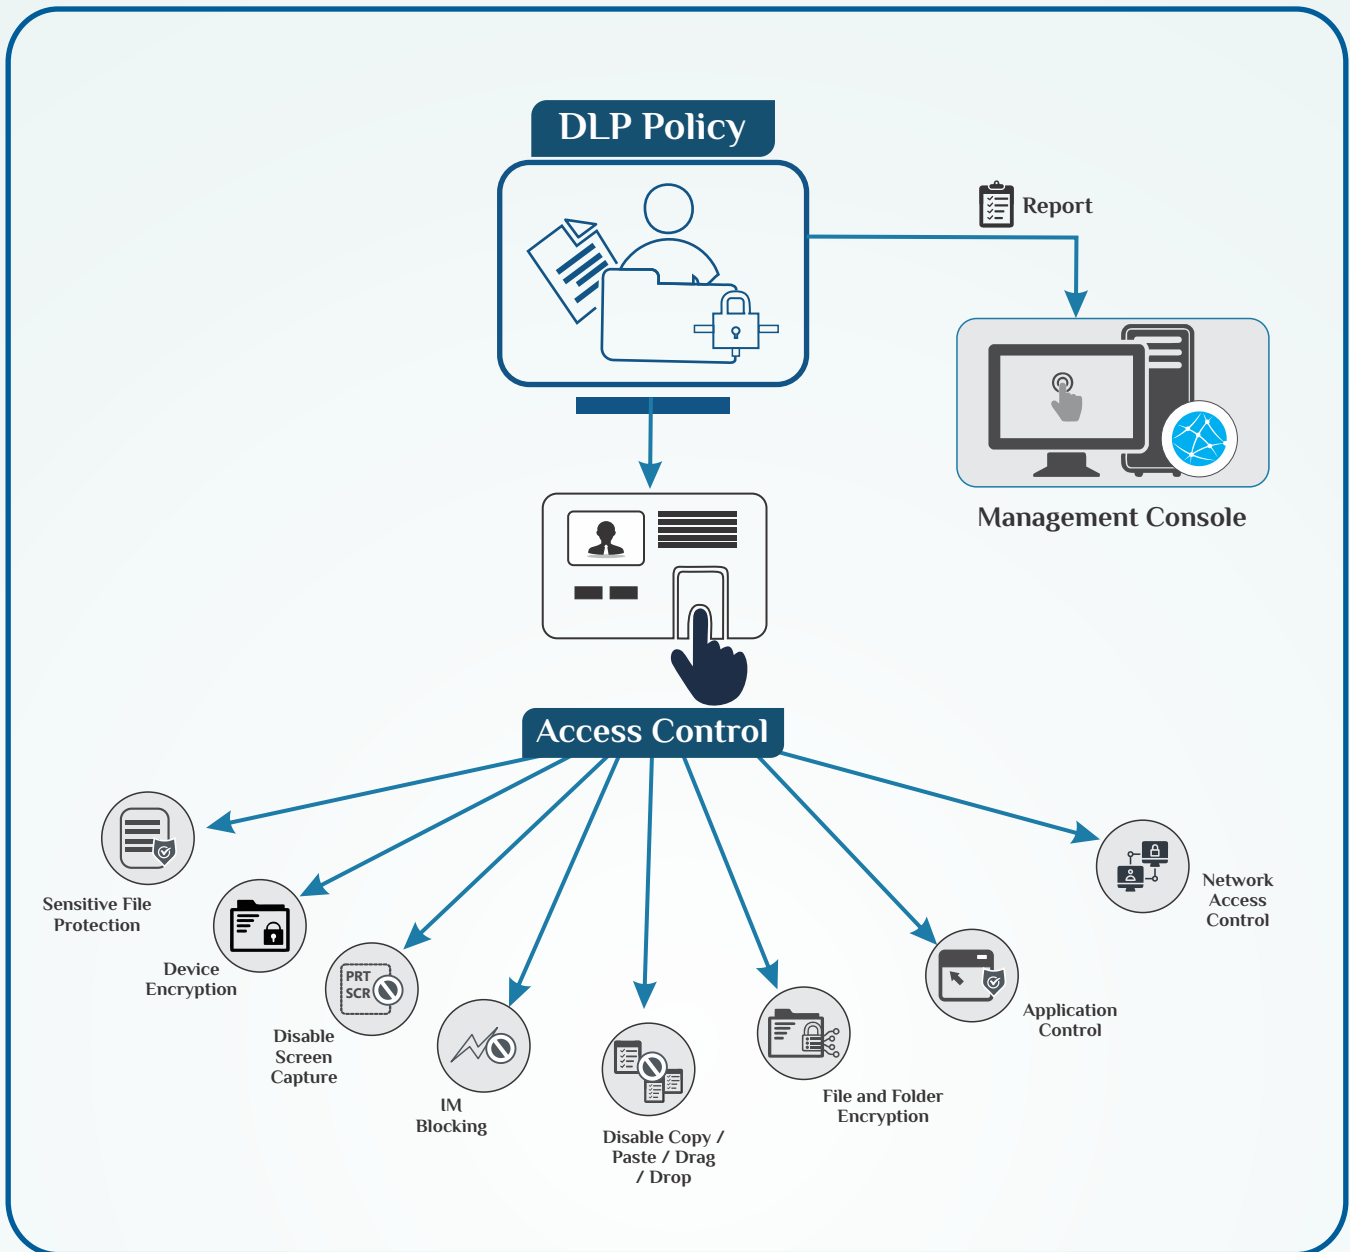 DLP Policy
Report
Management Console
Access Control
Sensitive File
Protection
Device
Encryption
PRT
SCR
Disable
Screen
Capture
IM
Blocking
Disable Copy /
Paste / Drag
/ Drop
File and Folder
Encryption
Application
Control
Network
Access
Control